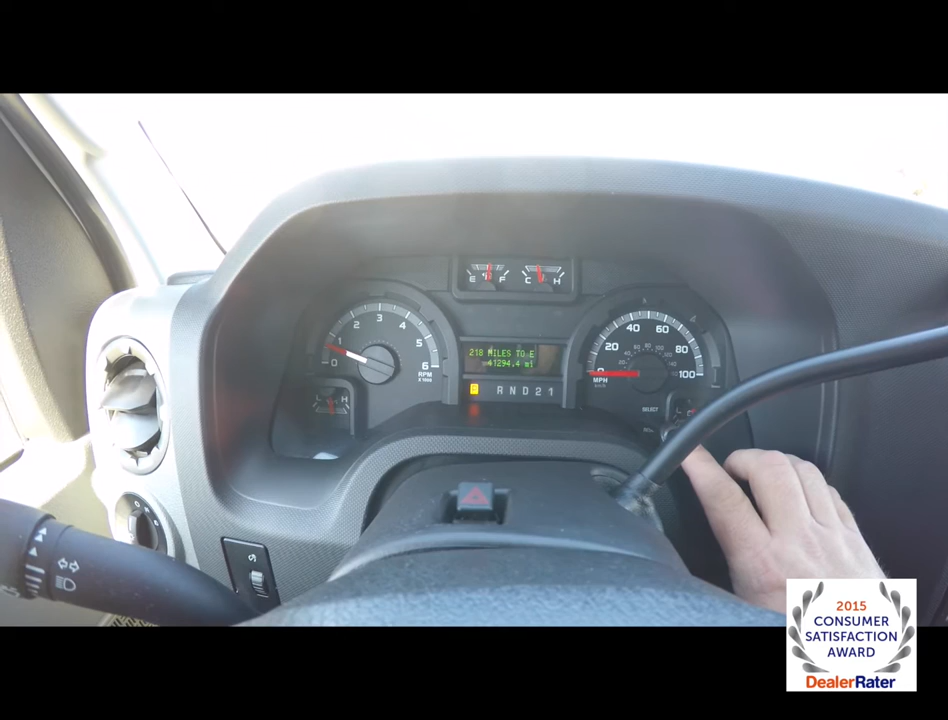 E F
C H
1 2 3 4 5 6
0
RPM
X1000
218 MILES TO E
41294.4 mi
P R N D 2 1
0 20 40 60 80 100
MPH
SELECT
2015
CONSUMER
SATISFACTION
AWARD
DealerRater